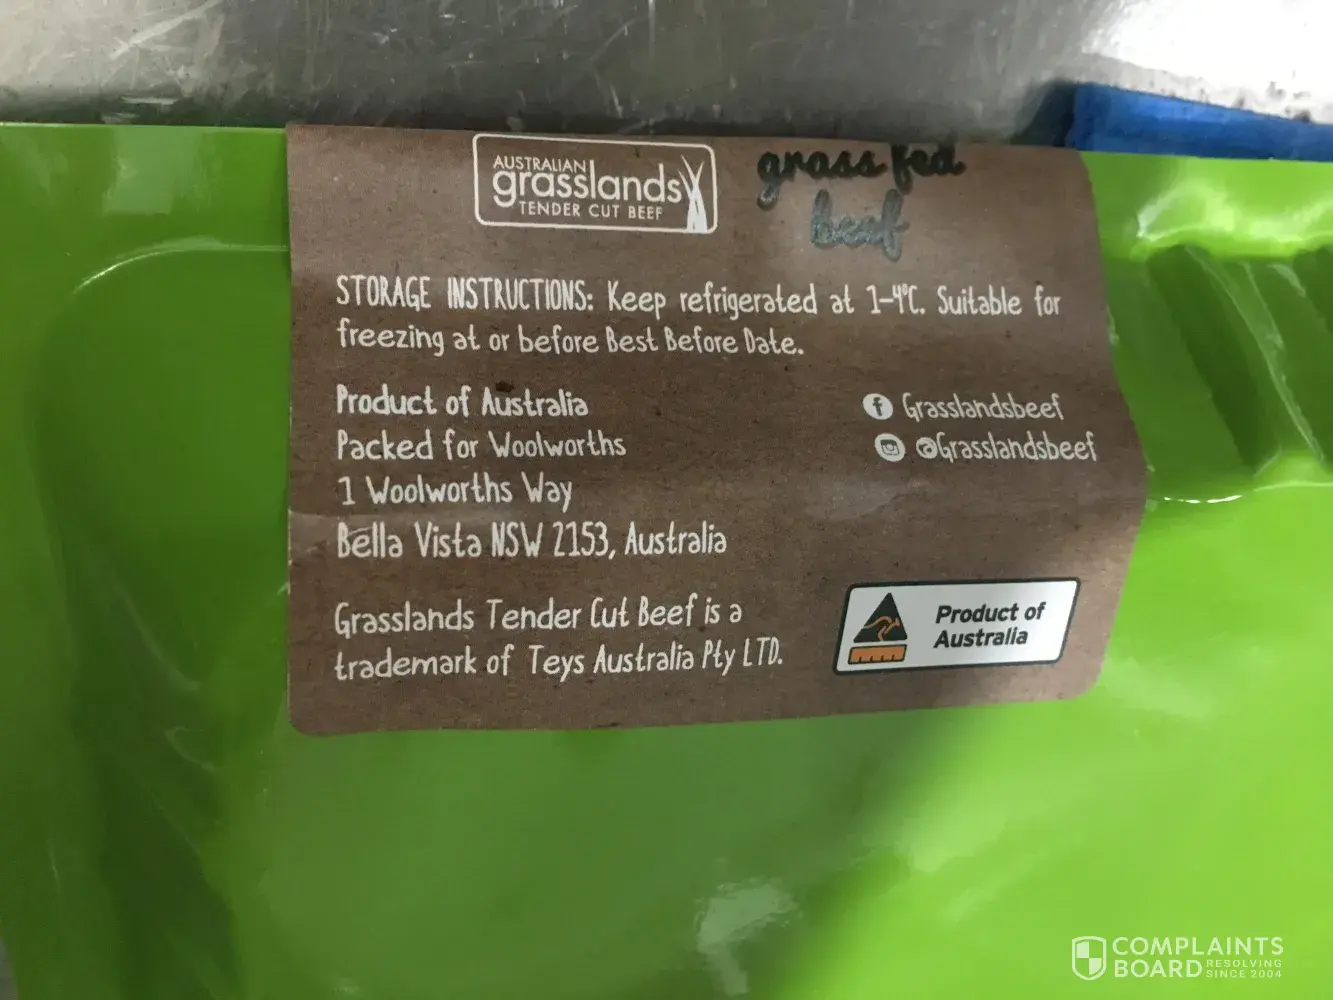 AUSTRALIAN
grasslands
TENDER CUT BEEF
grass fed
beef
STORAGE INSTRUCTIONS: Keep refrigerated at 1-4°C. Suitable for
freezing at or before Best Before Date.
Product of Australia
Packed for Woolworths
1 Woolworths Way
Bella Vista NSW 2153, Australia
Grasslandsbeef
@Grasslandsbeef
Grasslands Tender Cut Beef is a
trademark of Teys Australia Pty LTD.
Product of
Australia
COMPLAINTS
BOARD RESOLVING
SINCE 2004